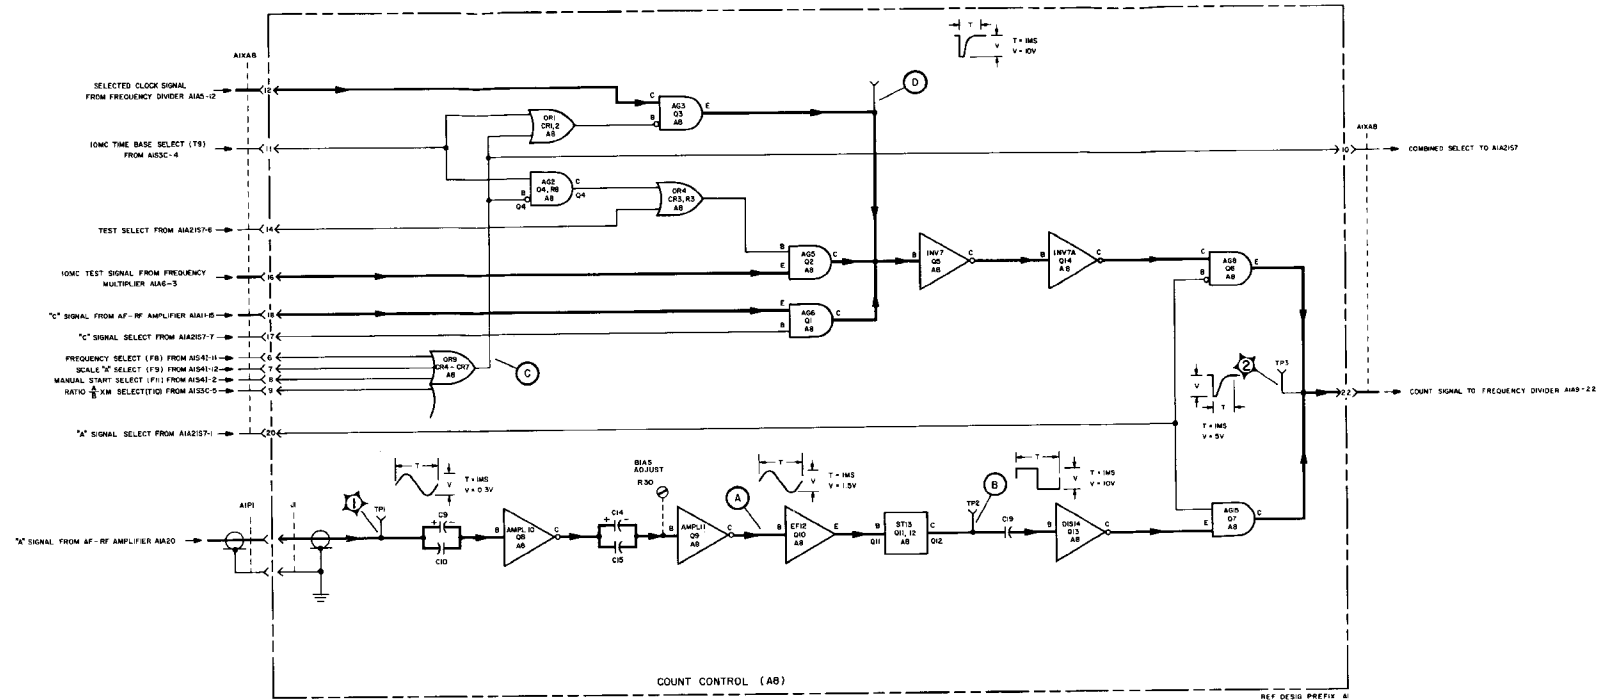 T
V
T = 1MS
V = 10V
A1XA8
SELECTED CLOCK SIGNAL
FROM FREQUENCY DIVIDER A1A5-12
12
C
AG3
Q3
A8
E
B
D
OR1
CR1,2
A8
A1XA8
10MC TIME BASE SELECT (T9)
FROM A1S3C-4
11
10
COMBINED SELECT TO A1A21S7
AG2
Q4, R8
A8
C
Q4
B
Q4
OR4
CR3, R3
A8
TEST SELECT FROM A1A21S7-6
14
10MC TEST SIGNAL FROM FREQUENCY
MULTIPLIER A1A6-3
16
B
E
AG5
Q2
A8
C
B
INV7
Q5
A8
C
B
INV7A
Q14
A8
C
C
B
AG8
Q6
A8
E
"C" SIGNAL FROM AF-RF AMPLIFIER A1A11-15
18
E
AG6
Q1
A8
C
"C" SIGNAL SELECT FROM A1A21S7-7
17
B
FREQUENCY SELECT (F8) FROM A1S41-11
6
SCALE "A" SELECT (F9) FROM A1S41-12
7
MANUAL START SELECT (F11) FROM A1S41-2
8
RATIO A/B XM SELECT (T10) FROM A1S3C-5
9
OR9
CR4-CR7
A8
C
2
TP3
V
T
T = 1MS
V = 5V
22
COUNT SIGNAL TO FREQUENCY DIVIDER A1A9-22
"A" SIGNAL SELECT FROM A1A21S7-1
20
T
V
T = 1MS
V = 0.3V
BIAS
ADJUST
R30
T
V
T = 1MS
V = 1.5V
T
V
T = 1MS
V = 10V
A1P1
J1
1
TP1
C9
+ -
C10
B
AMPL10
Q8
A8
C
C14
+ -
C15
B
AMPL11
Q9
A8
C
A
B
EF12
Q10
A8
E
B
Q11
ST13
Q11, 12
A8
C
Q12
TP2
B
C19
B
DIS14
Q13
A8
C
E
AG15
Q7
A8
C
"A" SIGNAL FROM AF-RF AMPLIFIER A1A20
COUNT CONTROL (A8)
REF DESIG PREFIX A1